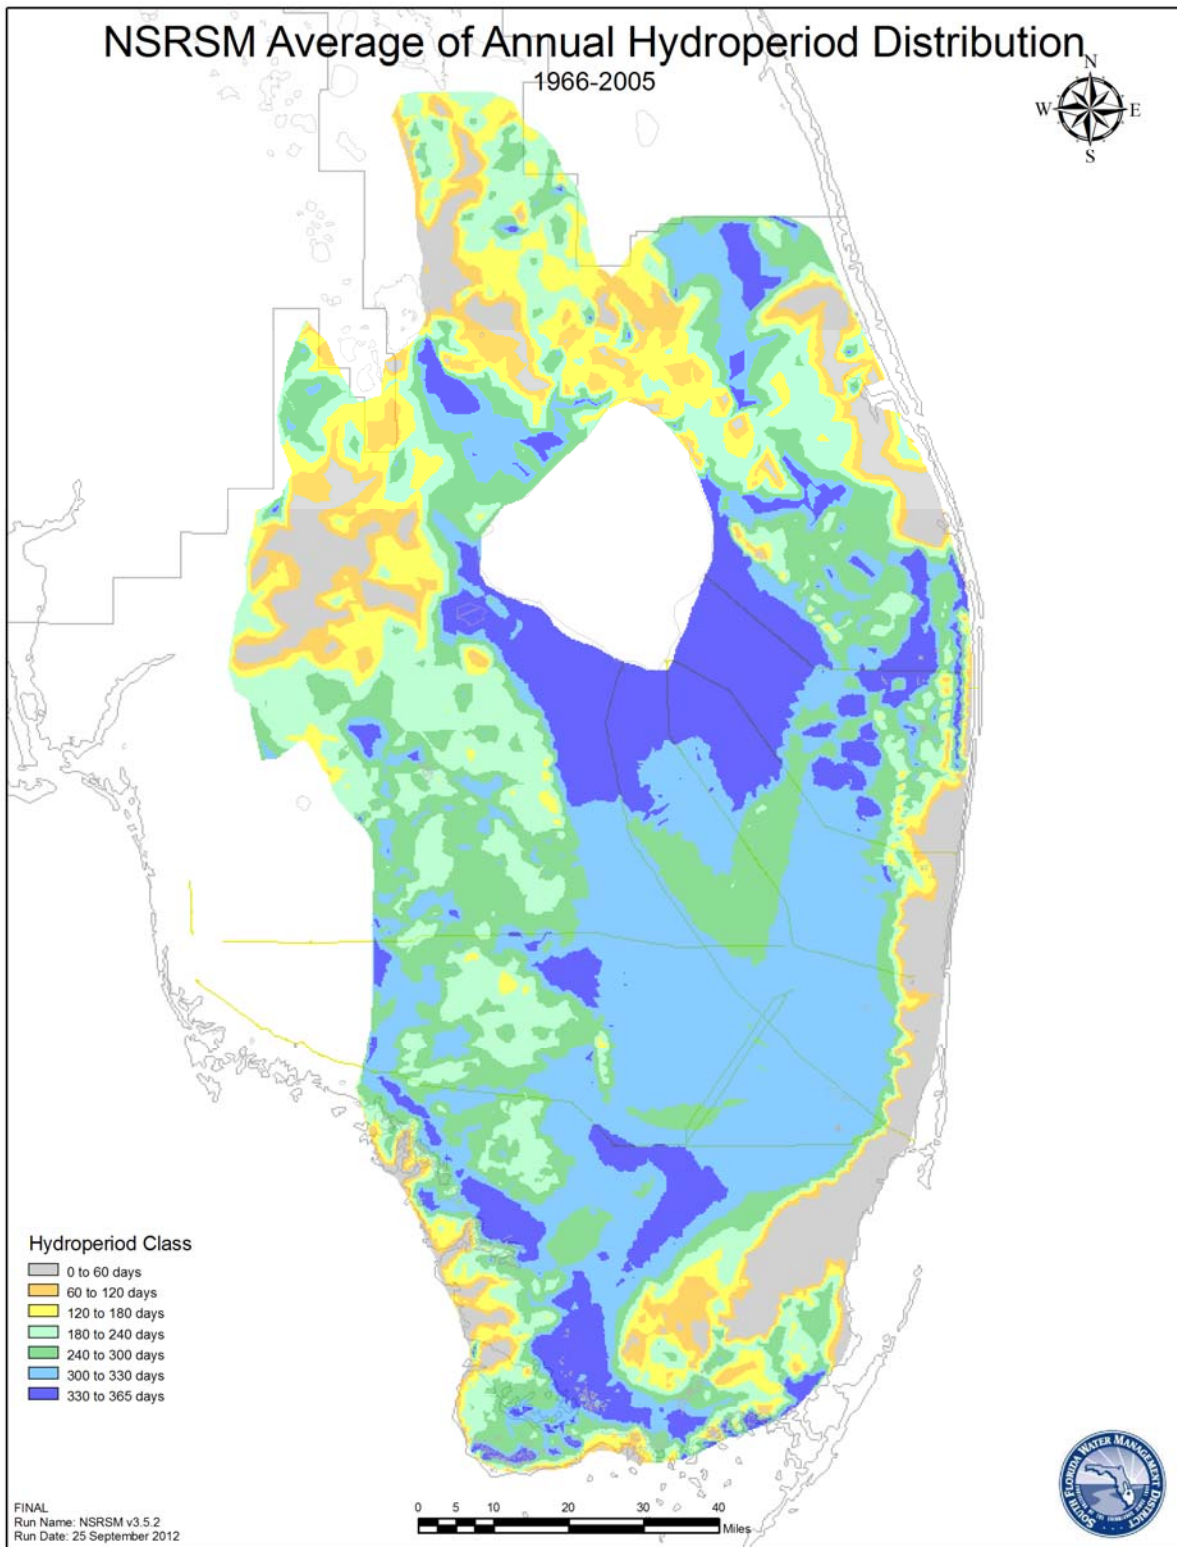 NSRSM Average of Annual Hydroperiod Distribution
1966-2005
N
W E
S
Hydroperiod Class
0 to 60 days
60 to 120 days
120 to 180 days
180 to 240 days
240 to 300 days
300 to 330 days
330 to 365 days
FINAL
Run Name: NSRSM v3.5.2
Run Date: 25 September 2012
0 5 10 20 30 40
Miles
SOUTH FLORIDA WATER MANAGEMENT DISTRICT